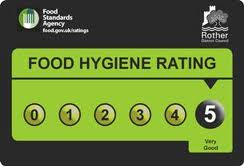 Food
Standards
Agency
food.gov.uk/ratings
Rother
District Council
FOOD HYGIENE RATING
0 1 2 3 4 5
Very
Good